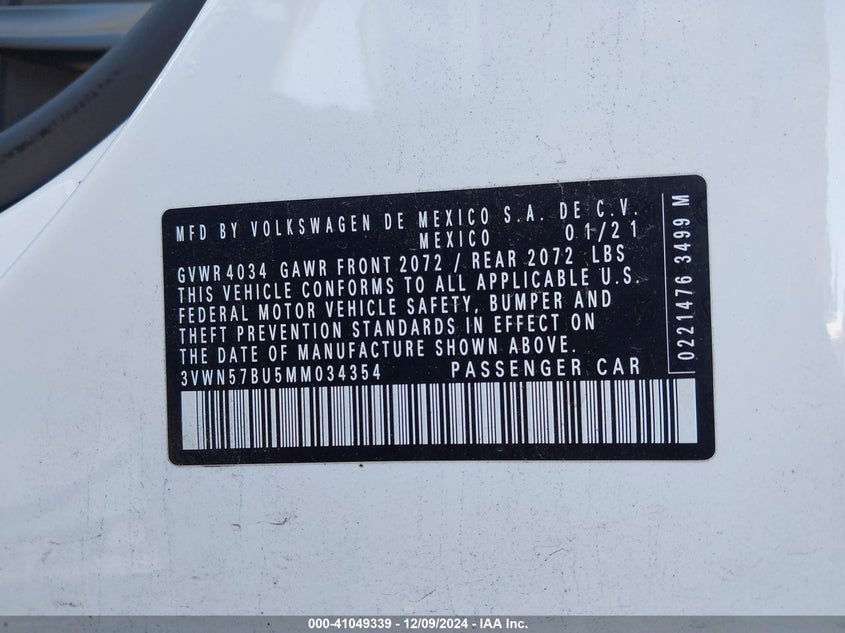 MFD BY VOLKSWAGEN DE MEXICO S.A. DE C.V.
MEXICO 01/21
GVWR 4034 GAWR FRONT 2072 / REAR 2072 LBS
THIS VEHICLE CONFORMS TO ALL APPLICABLE U.S.
FEDERAL MOTOR VEHICLE SAFETY, BUMPER AND
THEFT PREVENTION STANDARDS IN EFFECT ON
THE DATE OF MANUFACTURE SHOWN ABOVE.
3VWN57BU5MM034354 PASSENGER CAR
0221476 3499 M
000-41049339 - 12/09/2024 - IAA Inc.